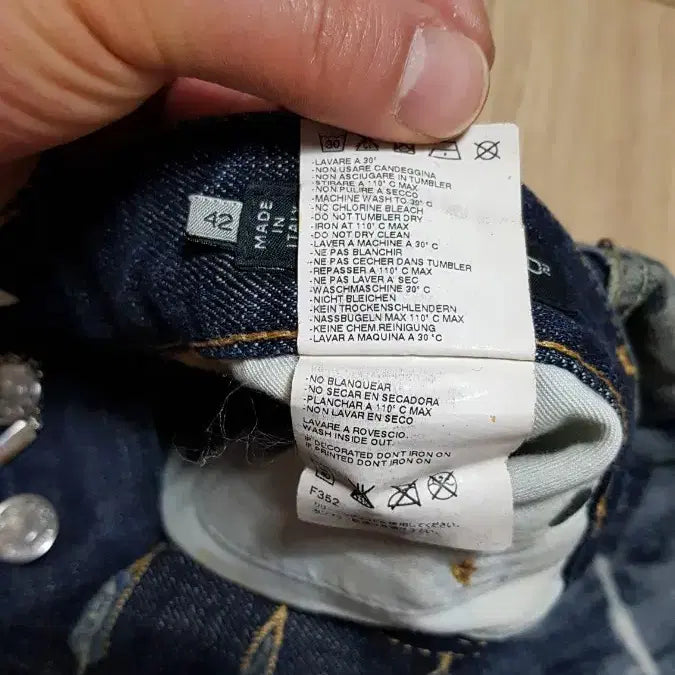 42
MADE
IN
30
-LAVARE A 30°
-NON USARE CANDEGGINA
-NON ASCIUGARE IN TUMBLER
-STIRARE A 110° C MAX
-NON PULIRE A SECCO
-MACHINE WASH TO 30° C
-NO CHLORINE BLEACH
-DO NOT TUMBLER DRY
-IRON AT 110° C MAX
-DO NOT DRY CLEAN
-LAVER A MACHINE A 30° C
-NE PAS BLANCHIR
-NE PAS CECHER DANS TUMBLER
-REPASSER A 110° C MAX
-NE PAS LAVER A SEC
-WASCHMASCHINE 30° C
-NICHT BLEICHEN
-KEIN TROCKENSCHLENDERN
-NASSBUGELN MAX 110° C MAX
-KEINE CHEM.REINIGUNG
-LAVAR A MAQUINA A 30 °C
-NO BLANQUEAR
-NO SECAR EN SECADORA
-PLANCHAR A 110° C MAX
-NON LAVAR EN SECO
LAVARE A ROVESCIO.
WASH INSIDE OUT.
※ DECORATED DONT IRON ON
IF PRINTED DONT IRON ON
F352